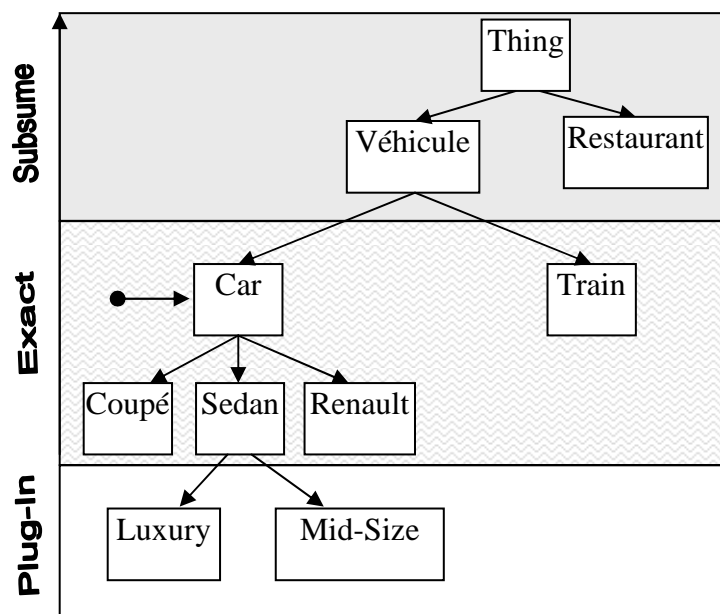 Subsume
Thing
Véhicule
Restaurant
Exact
Car
Train
Coupé
Sedan
Renault
Plug-In
Luxury
Mid-Size